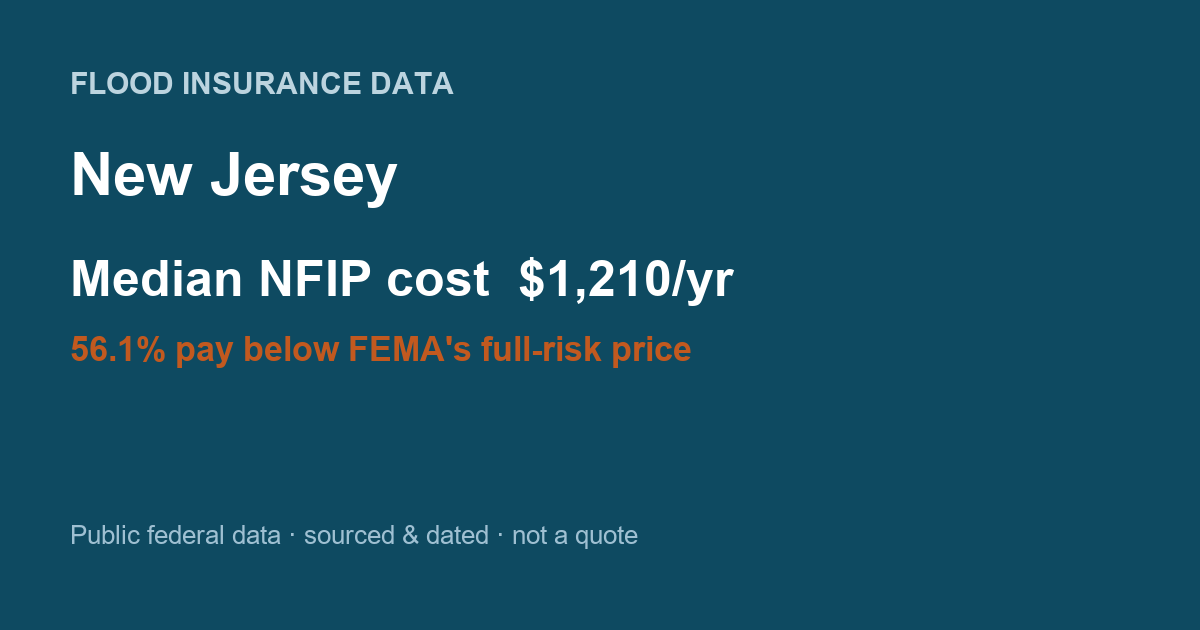 FLOOD INSURANCE DATA
New Jersey
Median NFIP cost $1,210/yr
56.1% pay below FEMA's full-risk price
Public federal data · sourced & dated · not a quote